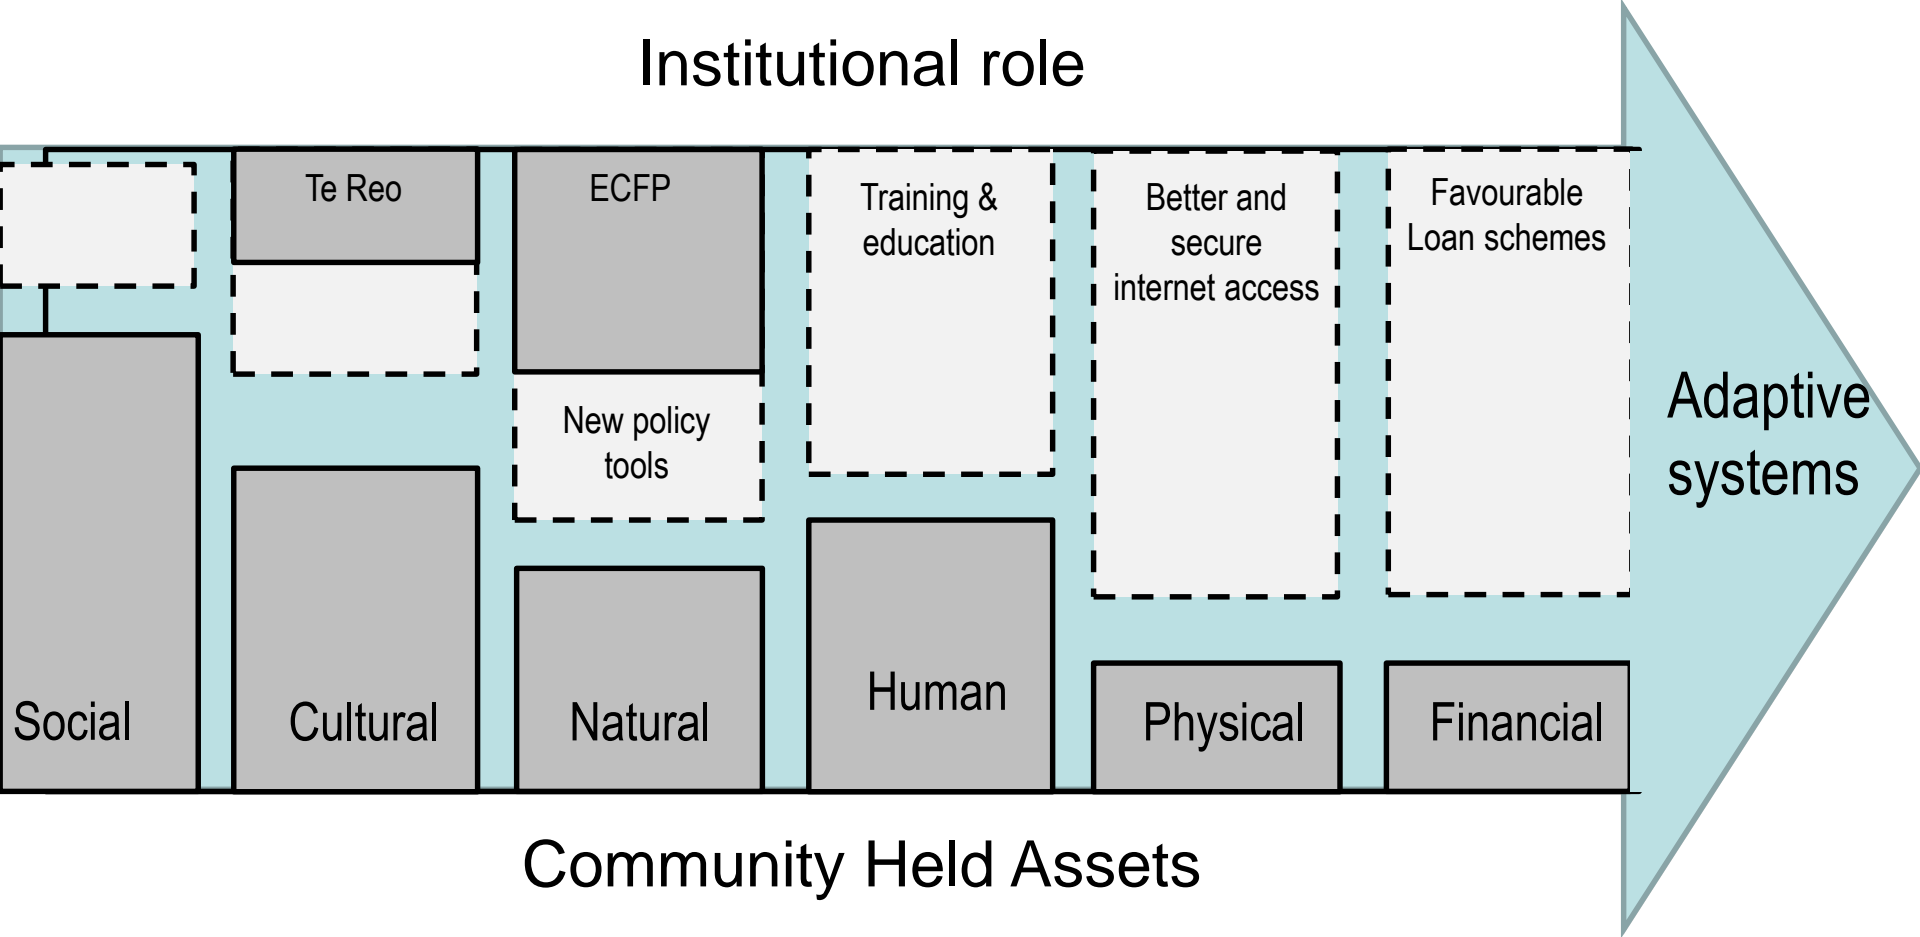 Institutional role
Te Reo
ECFP
Training &
education
Better and
secure
internet access
Favourable
Loan schemes
New policy
tools
Adaptive
systems
Social
Cultural
Natural
Human
Physical
Financial
Community Held Assets